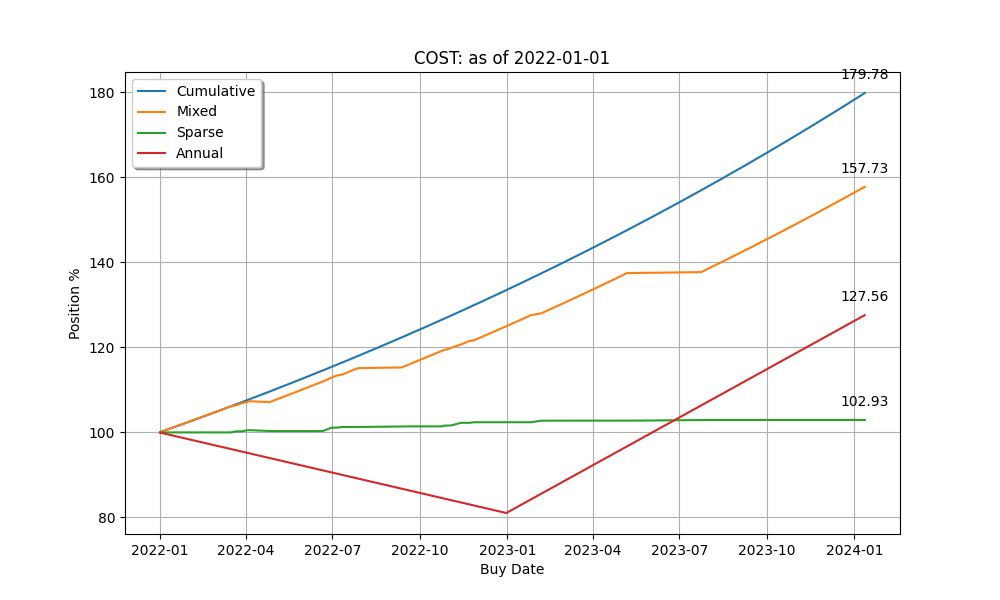 COST: as of 2022-01-01
179.78
180
Cumulative
Mixed
Sparse
Annual
157.73
160
140
127.56
120
102.93
100
80
Position %
2022-01 2022-04 2022-07 2022-10 2023-01 2023-04 2023-07 2023-10 2024-01
Buy Date